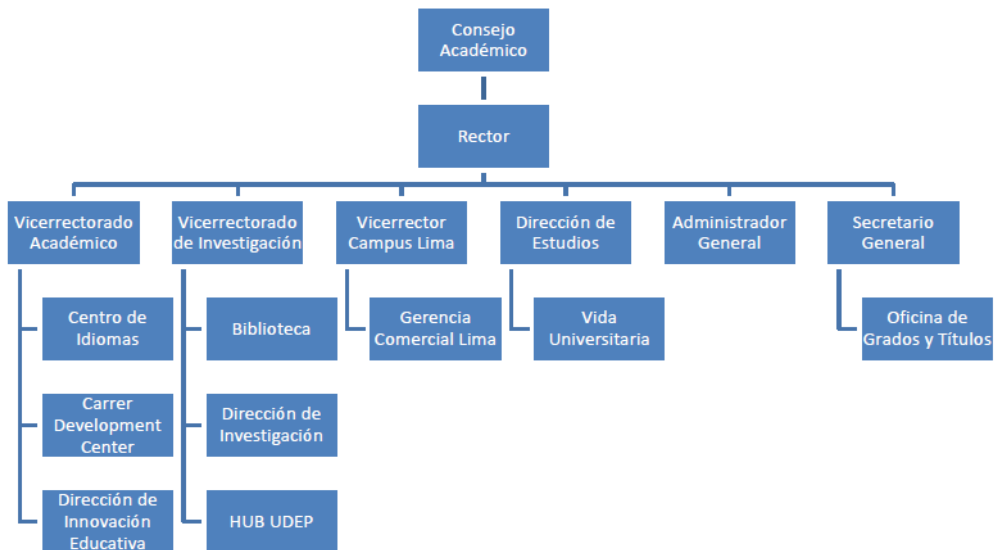 Consejo
Académico
Rector
Vicerrectorado
Académico
Vicerrectorado
de Investigación
Vicerrector
Campus Lima
Dirección de
Estudios
Administrador
General
Secretario
General
Centro de
Idiomas
Biblioteca
Gerencia
Comercial Lima
Vida
Universitaria
Oficina de
Grados y Títulos
Carrer
Development
Center
Dirección de
Investigación
Dirección de
Innovación
Educativa
HUB UDEP